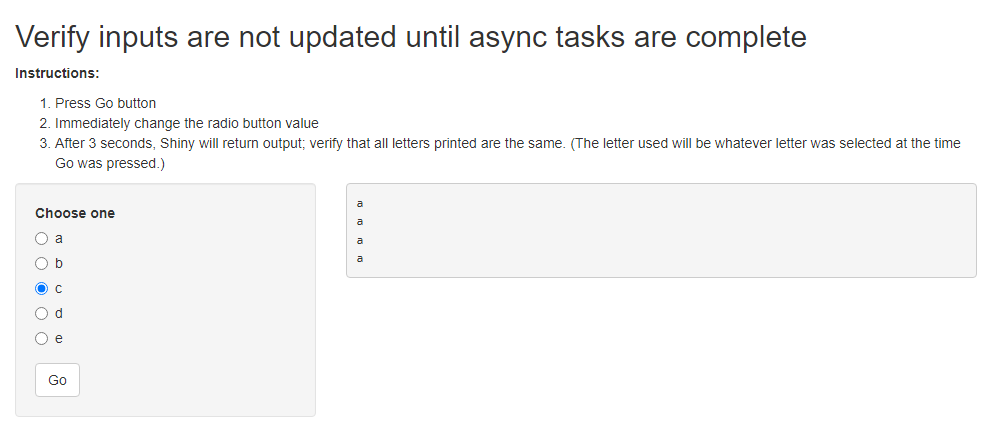 Verify inputs are not updated until async tasks are complete
Instructions:
1. Press Go button
2. Immediately change the radio button value
3. After 3 seconds, Shiny will return output; verify that all letters printed are the same. (The letter used will be whatever letter was selected at the time
Go was pressed.)
Choose one
a
b
c
d
e
Go
a
a
a
a